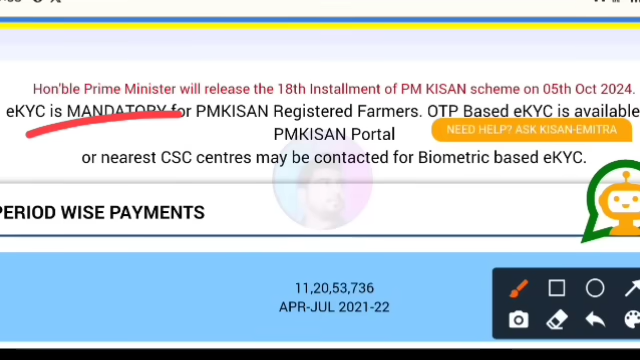 Hon'ble Prime Minister will release the 18th Installment of PM KISAN scheme on 05th Oct 2024.
eKYC is MANDATORY for PMKISAN Registered Farmers. OTP Based eKYC is available
PMKISAN Portal
NEED HELP? ASK KISAN-EMITRA
or nearest CSC centres may be contacted for Biometric based eKYC.
PERIOD WISE PAYMENTS
11,20,53,736
APR-JUL 2021-22